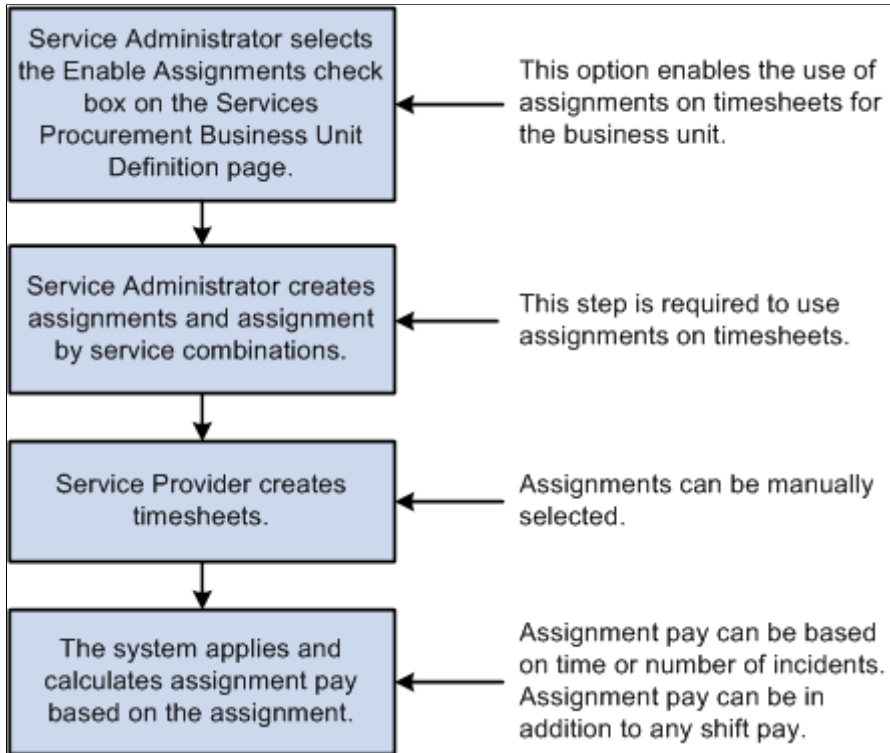 Service Administrator selects
the Enable Assignments check
box on the Services
Procurement Business Unit
Definition page.
This option enables the use of
assignments on timesheets for
the business unit.
Service Administrator creates
assignments and assignment
by service combinations.
This step is required to use
assignments on timesheets.
Service Provider creates
timesheets.
Assignments can be manually
selected.
The system applies and
calculates assignment pay
based on the assignment.
Assignment pay can be based
on time or number of incidents.
Assignment pay can be in
addition to any shift pay.